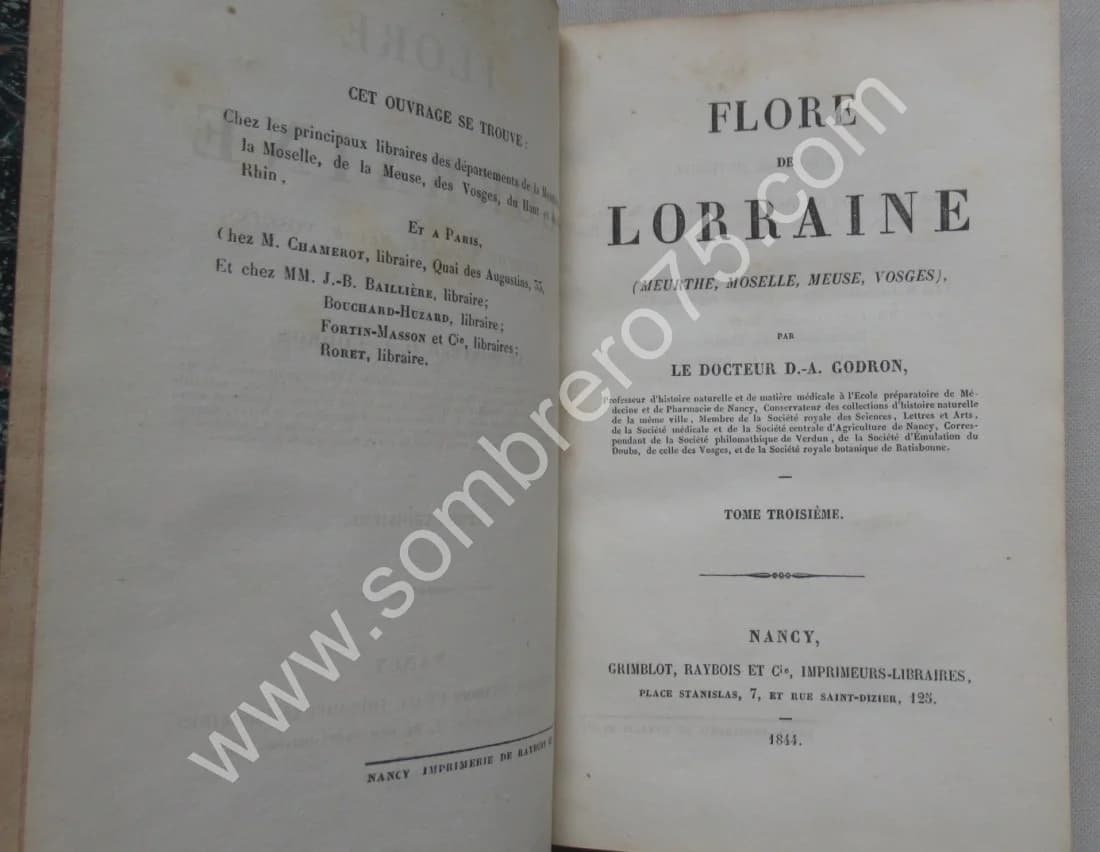 CET OUVRAGE SE TROUVE :
Chez les principaux libraires des départements de la
la Moselle, de la Meuse, des Vosges, du Haut et
Rhin.
ET A PARIS,
Chez M. CHAMEROT, libraire, Quai des Augustins, 33,
Et chez MM. J.-B. BAILLIÈRE, libraire;
BOUCHARD-HUZARD, libraire;
FORTIN-MASSON et Cie, libraires;
RORET, libraire.
NANCY IMPRIMERIE DE RAYBOIS
FLORE
DE
LORRAINE
(MEURTHE, MOSELLE, MEUSE, VOSGES),
PAR
LE DOCTEUR D.-A. GODRON,
Professeur d'histoire naturelle et de matière médicale à l'Ecole préparatoire de Mé-
decine et de Pharmacie de Nancy, Conservateur des collections d'histoire naturelle
de la même ville, Membre de la Société royale des Sciences, Lettres et Arts,
de la Société médicale et de la Société centrale d'Agriculture de Nancy, Corres-
pondant de la Société philomathique de Verdun, de la Société d'Émulation du
Doubs, de celle des Vosges, et de la Société royale botanique de Ratisbonne.
TOME TROISIÈME.
NANCY,
GRIMBLOT, RAYBOIS ET Cie, IMPRIMEURS-LIBRAIRES,
PLACE STANISLAS, 7, ET RUE SAINT-DIZIER, 125.
1844.
www.sombrero75.com